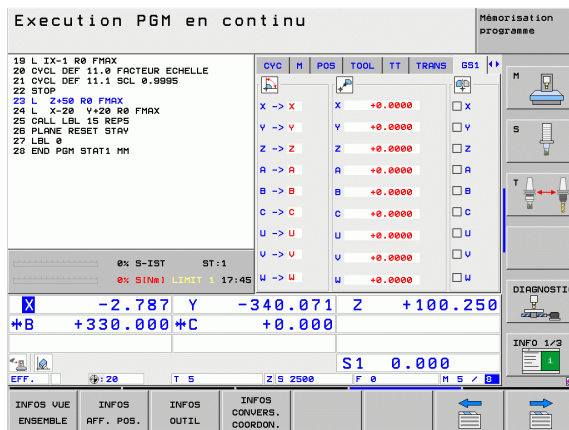 Execution PGM en continu
Mémorisation
programme
19 L IX-1 R0 FMAX
20 CYCL DEF 11.0 FACTEUR ECHELLE
21 CYCL DEF 11.1 SCL 0.9995
22 STOP
23 L Z+50 R0 FMAX
24 L X-20 Y+20 R0 FMAX
25 CALL LBL 15 REP5
26 PLANE RESET STAY
27 LBL 0
28 END PGM STAT1 MM
CYC M POS TOOL TT TRANS GS1
X -> X X +0.0000 X
Y -> Y Y +0.0000 Y
Z -> Z Z +0.0000 Z
A -> A A +0.0000 A
B -> B B +0.0000 B
C -> C C +0.0000 C
U -> U U +0.0000 U
V -> V V +0.0000 V
W -> W W +0.0000 W
0% S-IST ST:1
0% S[Nm] LIMIT 1 17:45
X -2.787 Y -340.071 Z +100.250
B +330.000 C +0.000
S1 0.000
EFF. :20 T 5 Z S 2500 F 0 M 5 / 8
M
S
T
DIAGNOSTI
INFO 1/3
INFOS VUE
ENSEMBLE
INFOS
AFF. POS.
INFOS
OUTIL
INFOS
CONVERS.
COORDON.